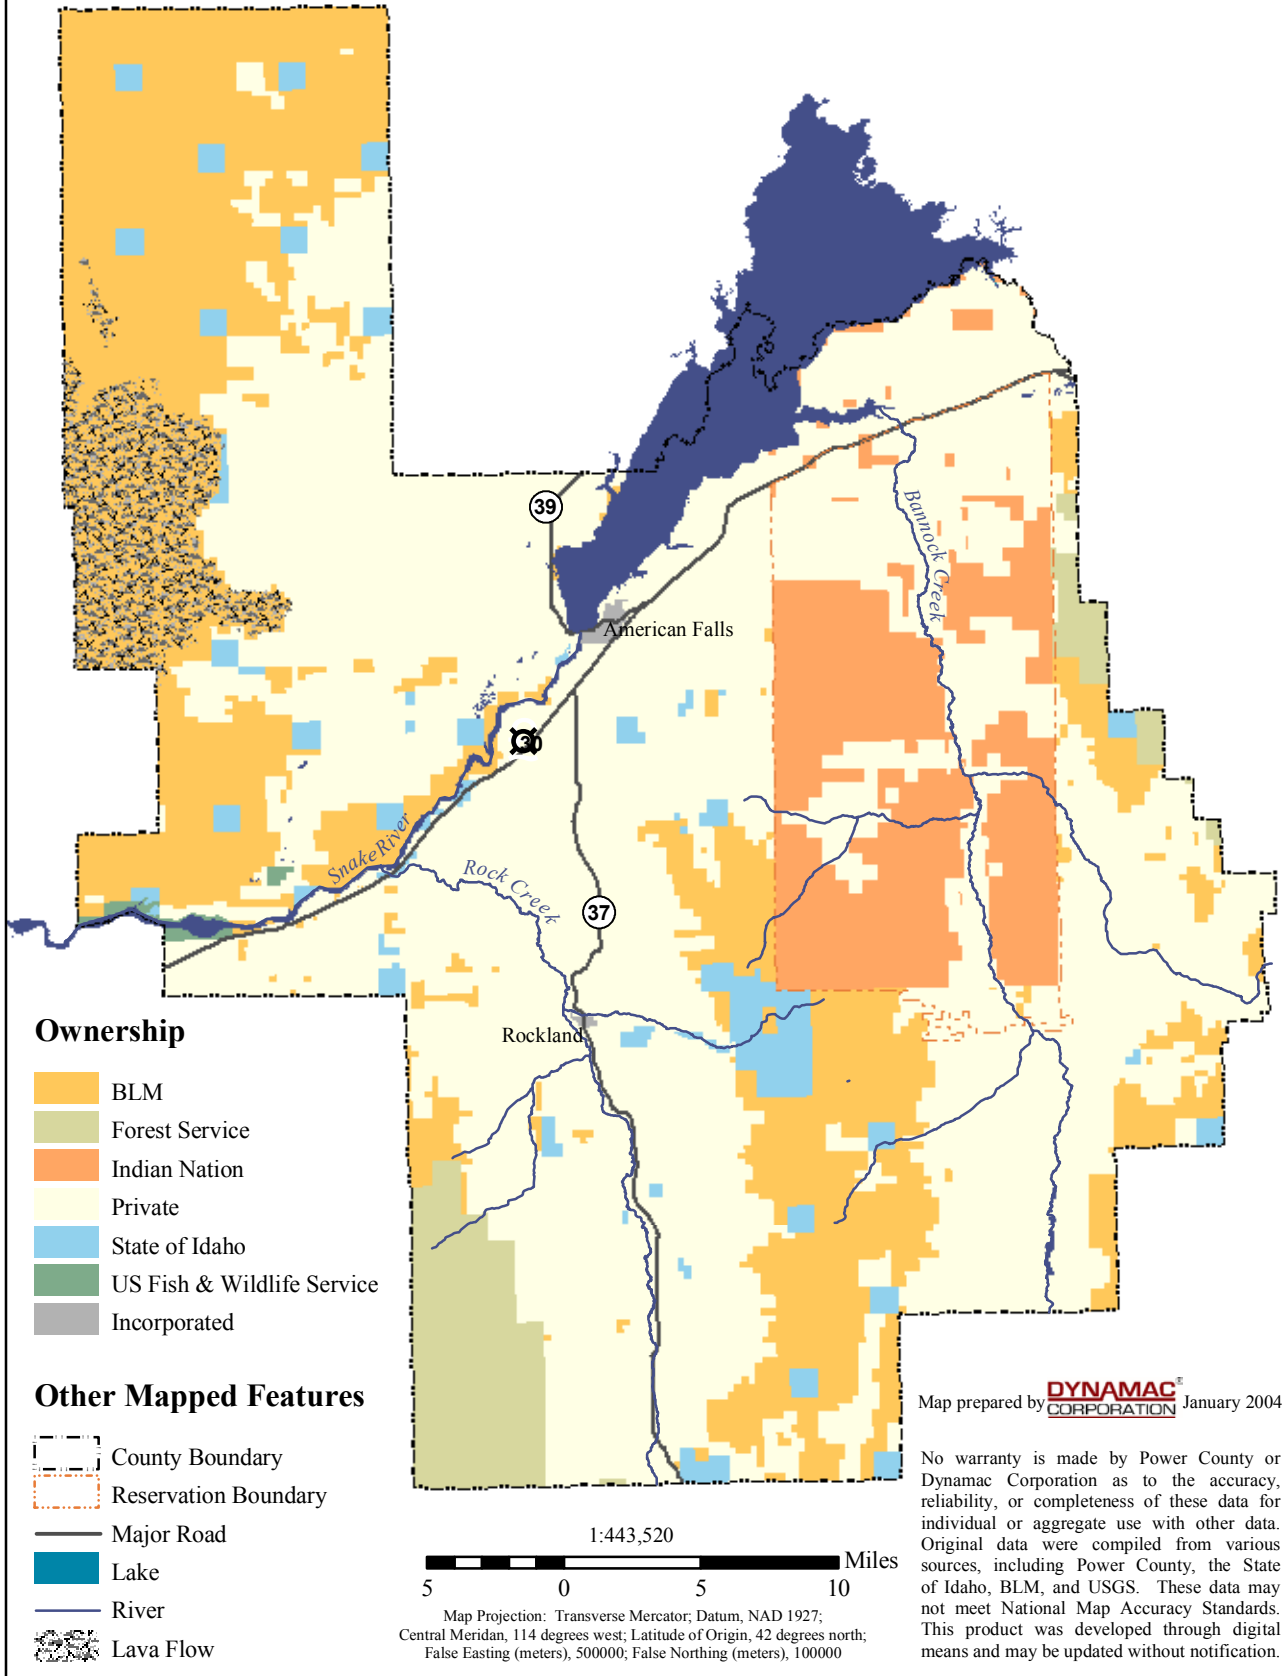 39
Bannock Creek
American Falls
30
Snake River
Rock Creek
37
Rockland
Ownership
BLM
Forest Service
Indian Nation
Private
State of Idaho
US Fish & Wildlife Service
Incorporated
Other Mapped Features
County Boundary
Reservation Boundary
Major Road
Lake
River
Lava Flow
1:443,520
Miles
5 0 5 10
Map Projection: Transverse Mercator; Datum, NAD 1927;
Central Meridian, 114 degrees west; Latitude of Origin, 42 degrees north;
False Easting (meters), 500000; False Northing (meters), 100000
Map prepared by DYNAMAC CORPORATION® January 2004
No warranty is made by Power County or
Dynamac Corporation as to the accuracy,
reliability, or completeness of these data for
individual or aggregate use with other data.
Original data were compiled from various
sources, including Power County, the State
of Idaho, BLM, and USGS. These data may
not meet National Map Accuracy Standards.
This product was developed through digital
means and may be updated without notification.